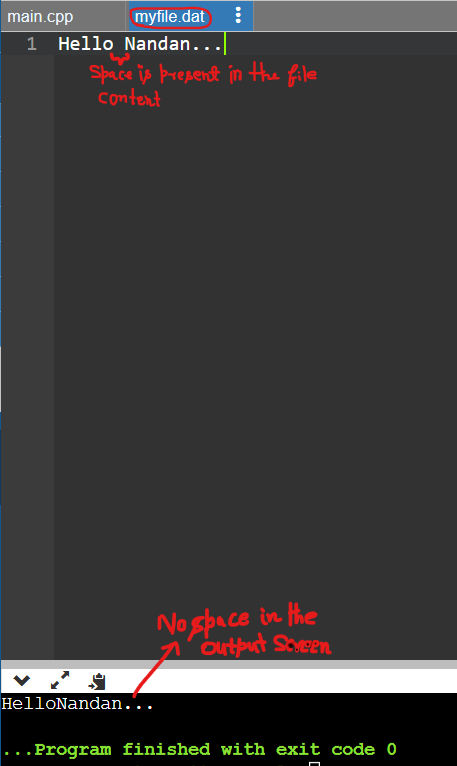 main.cpp myfile.dat
1 Hello Nandan...
Space is present in the file
content
No space in the
output Screen
HelloNandan...
...Program finished with exit code 0